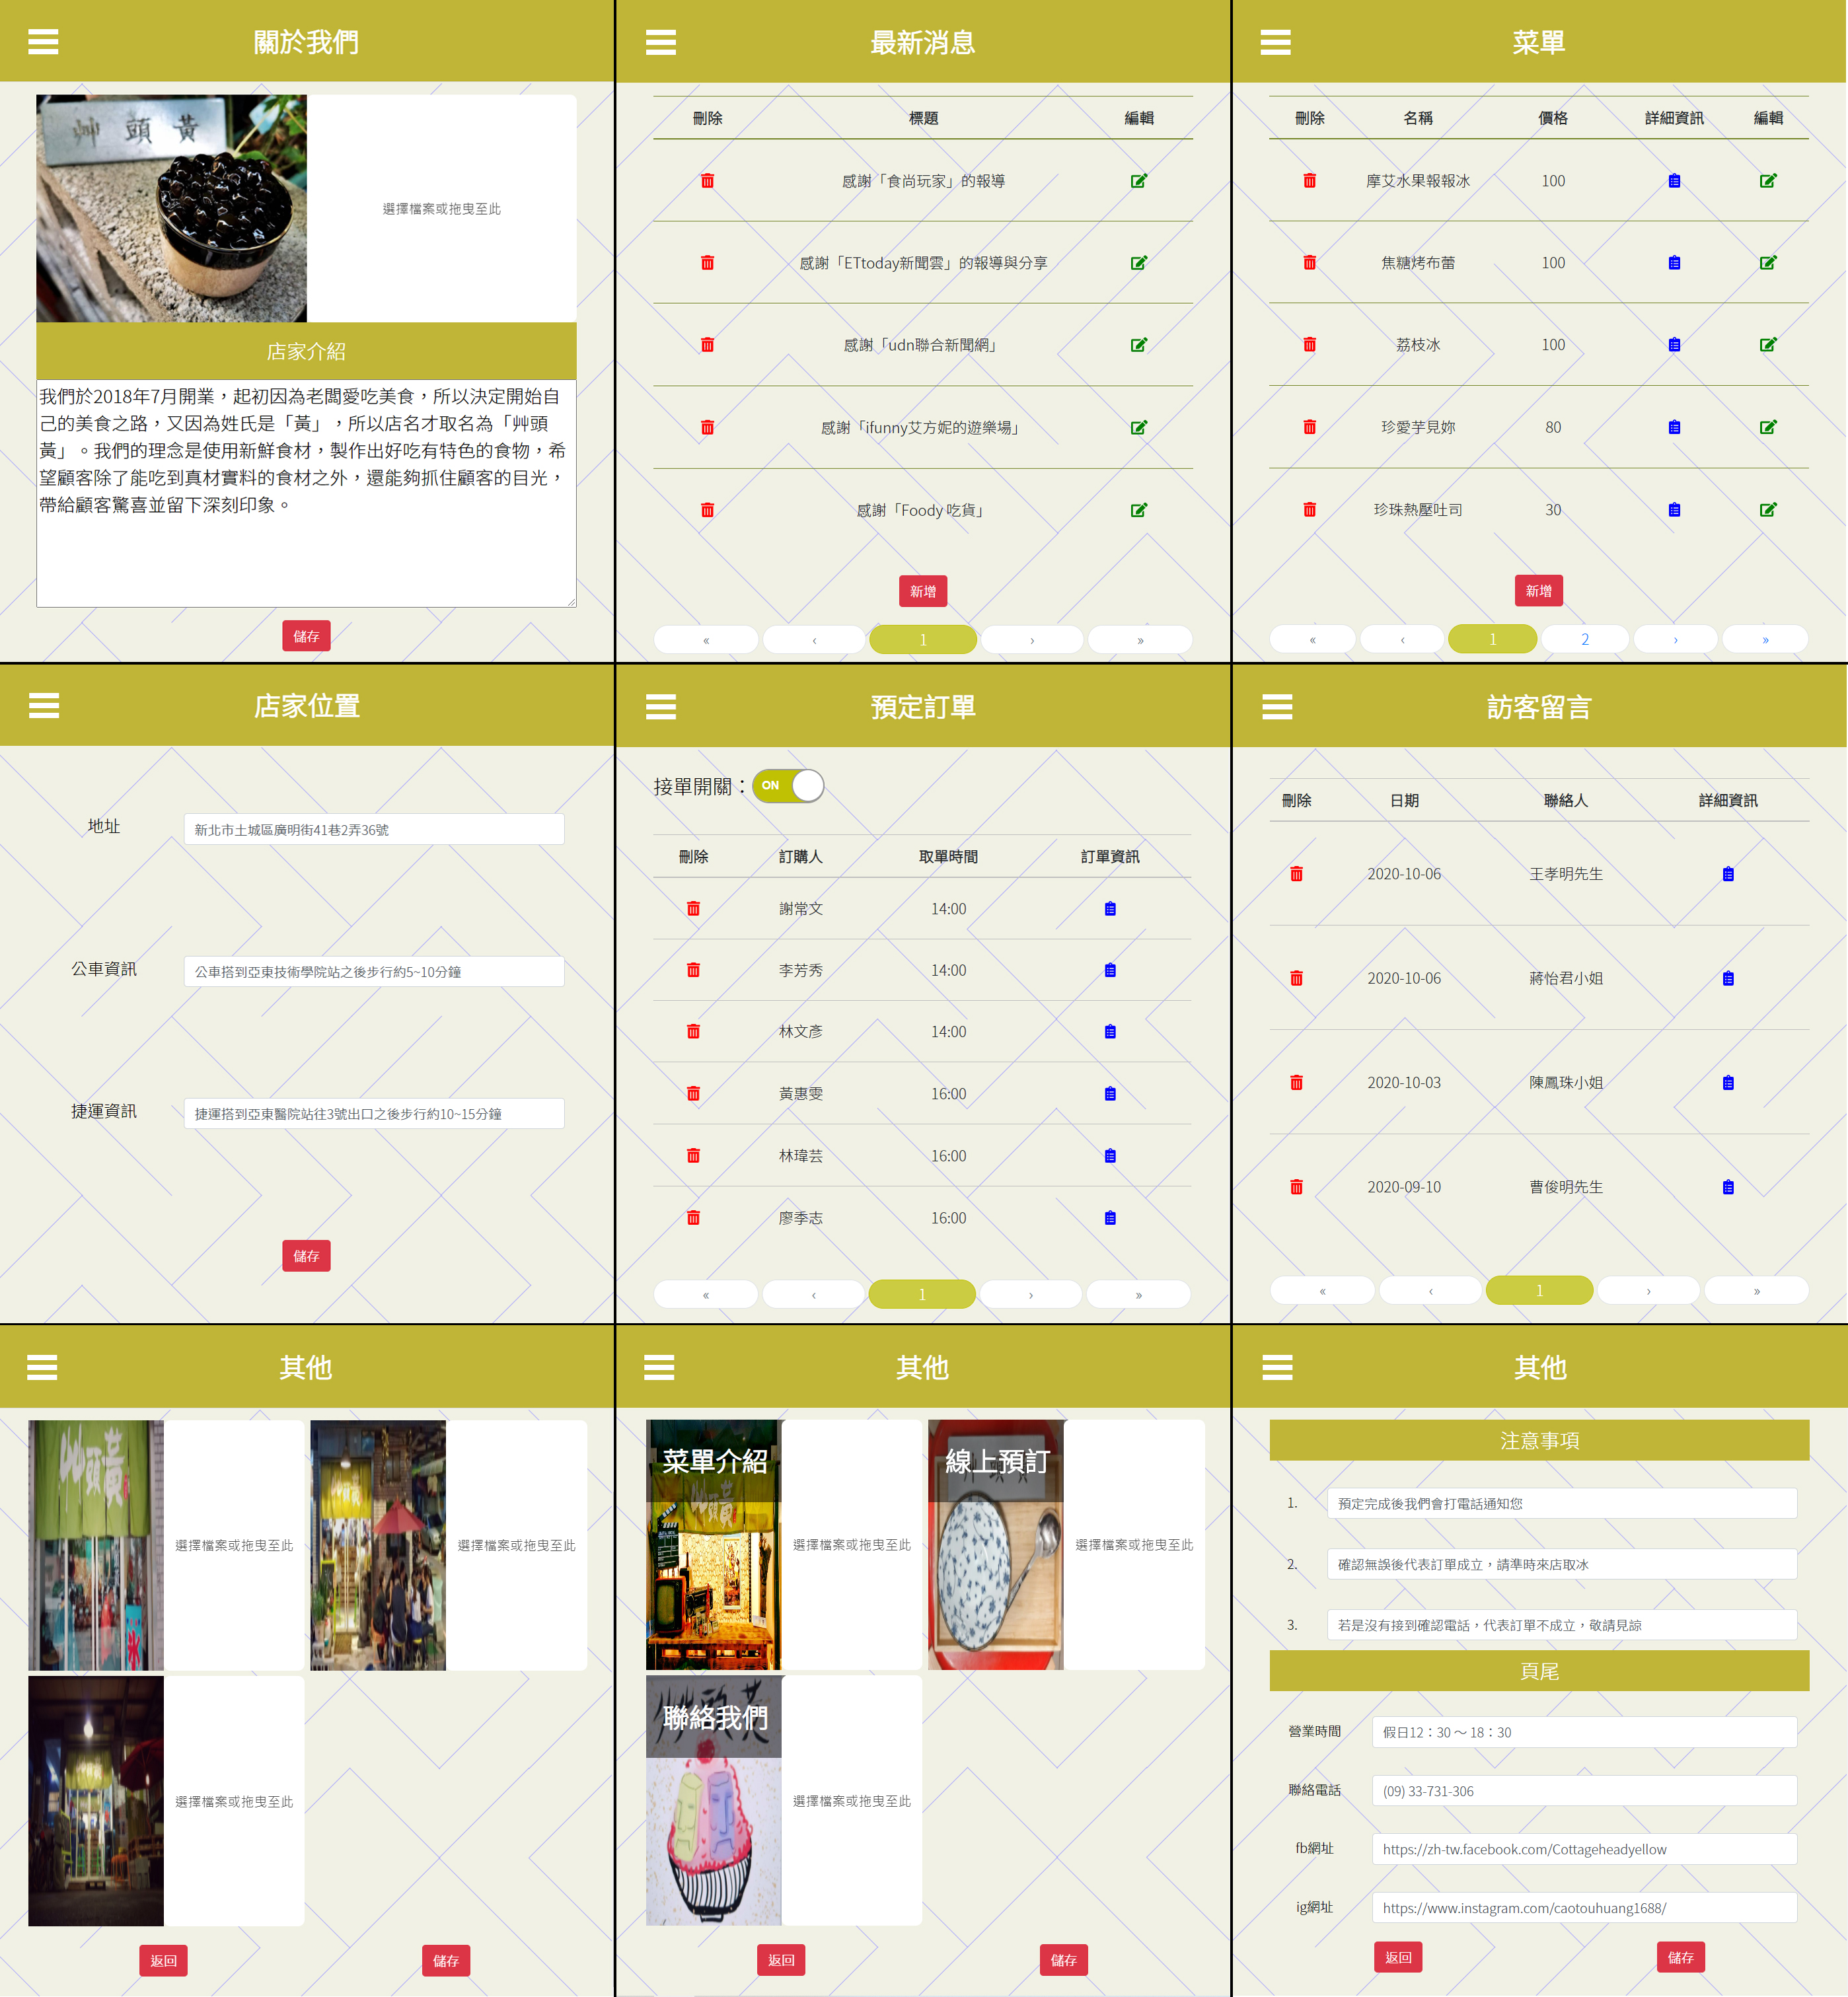 關於我們
艸頭黃
選擇檔案或拖曳至此
店家介紹
我們於2018年7月開業，起初因為老闆愛吃美食，所以決定開始自
己的美食之路，又因為姓氏是「黃」，所以店名才取名為「艸頭
黃」。我們的理念是使用新鮮食材，製作出好吃有特色的食物，希
望顧客除了能吃到真材實料的食材之外，還能夠抓住顧客的目光，
帶給顧客驚喜並留下深刻印象。
儲存
最新消息
刪除 標題 編輯
感謝「食尚玩家」的報導
感謝「ETtoday新聞雲」的報導與分享
感謝「udn聯合新聞網」
感謝「ifunny艾方妮的遊樂場」
感謝「Foody 吃貨」
新增
« ‹ 1 › »
菜單
刪除 名稱 價格 詳細資訊 編輯
摩艾水果報報冰 100
焦糖烤布蕾 100
荔枝冰 100
珍愛芋見妳 80
珍珠熱壓吐司 30
新增
« ‹ 1 2 › »
店家位置
地址 新北市土城區廣明街41巷2弄36號
公車資訊 公車搭到亞東技術學院站之後步行約5~10分鐘
捷運資訊 捷運搭到亞東醫院站往3號出口之後步行約10~15分鐘
儲存
預定訂單
接單開關： ON
刪除 訂購人 取單時間 訂單資訊
謝常文 14:00
李芳秀 14:00
林文彥 14:00
黃惠雯 16:00
林瑋芸 16:00
廖季志 16:00
« ‹ 1 › »
訪客留言
刪除 日期 聯絡人 詳細資訊
2020-10-06 王孝明先生
2020-10-06 蔣怡君小姐
2020-10-03 陳鳳珠小姐
2020-09-10 曹俊明先生
« ‹ 1 › »
其他
艸頭黃
冰
選擇檔案或拖曳至此
選擇檔案或拖曳至此
選擇檔案或拖曳至此
返回 儲存
其他
菜單介紹
艸頭黃
選擇檔案或拖曳至此
線上預訂
艸頭黃
選擇檔案或拖曳至此
聯絡我們
艸頭黃
選擇檔案或拖曳至此
返回 儲存
其他
注意事項
1. 預定完成後我們會打電話通知您
2. 確認無誤後代表訂單成立，請準時來店取冰
3. 若是沒有接到確認電話，代表訂單不成立，敬請見諒
頁尾
營業時間 假日12：30 ～ 18：30
聯絡電話 (09) 33-731-306
fb網址 https://zh-tw.facebook.com/Cottageheadyellow
ig網址 https://www.instagram.com/caotouhuang1688/
返回 儲存